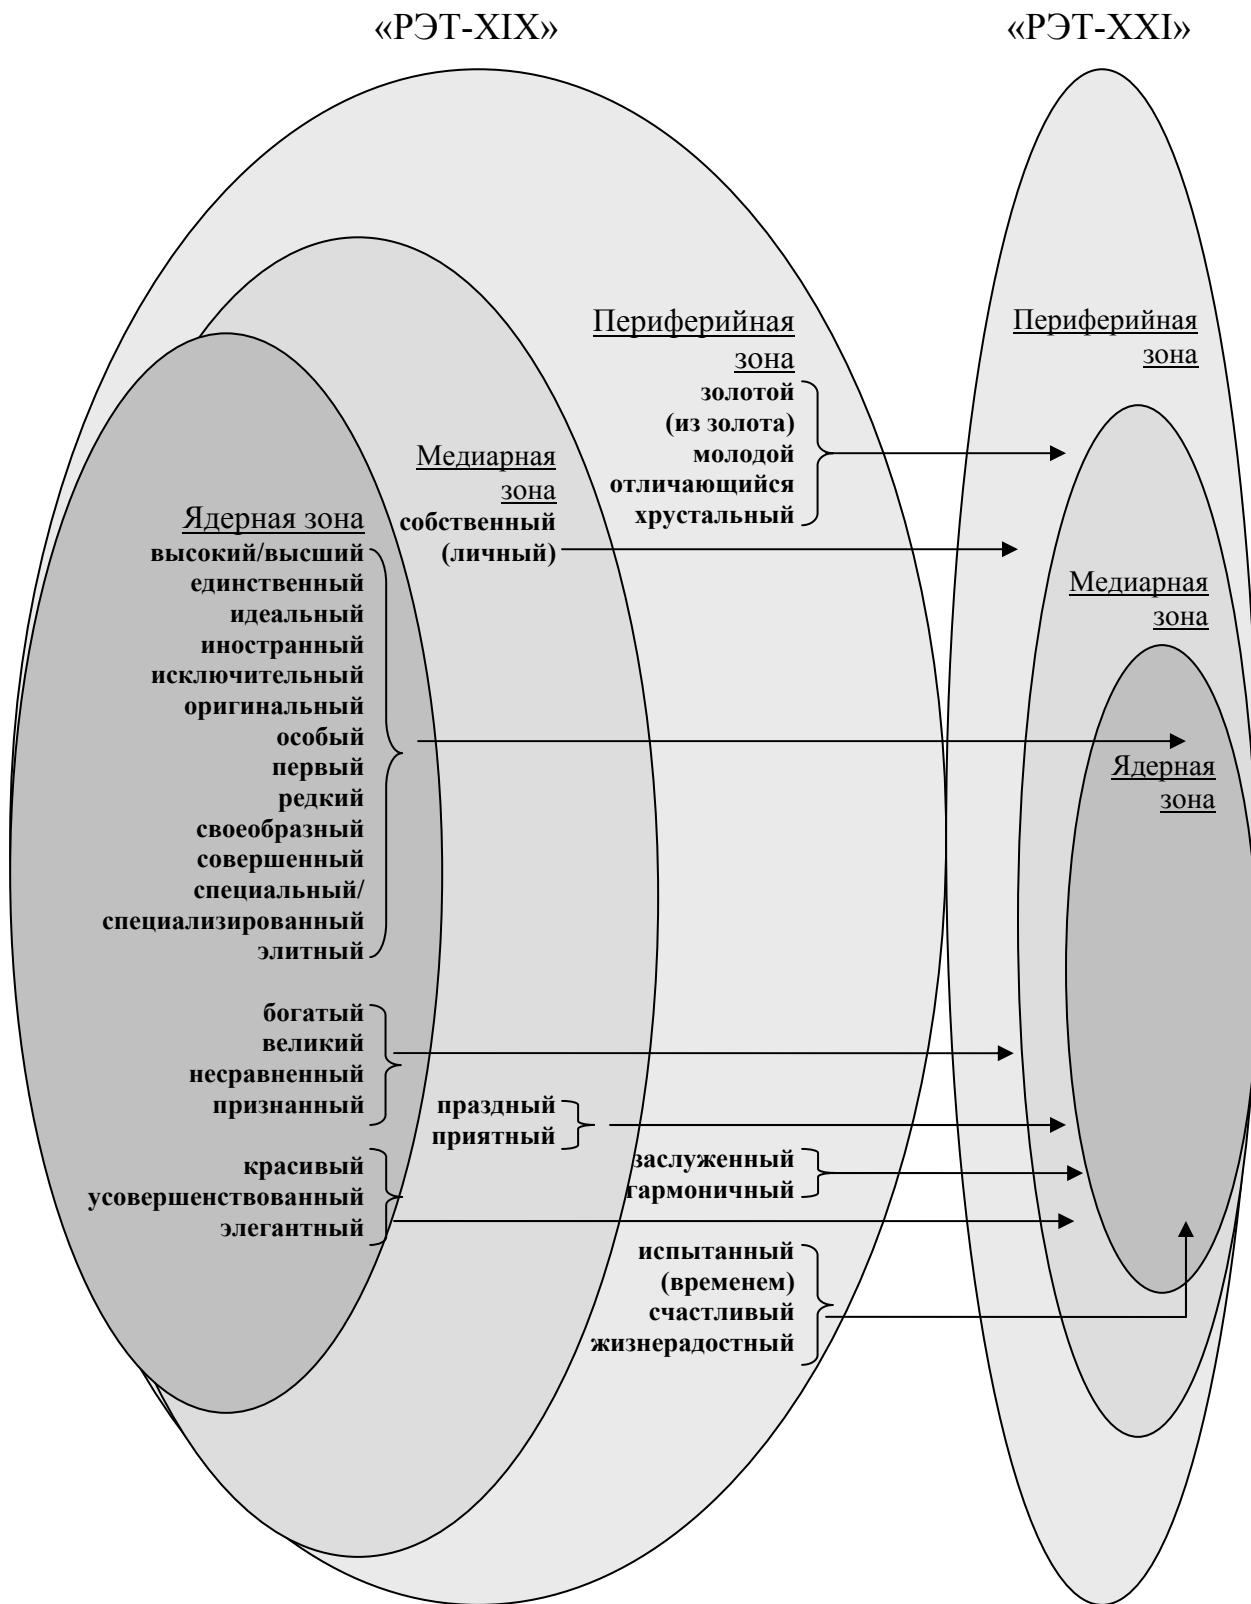 «РЭТ-XIX»
«РЭТ-XXI»
Периферийная
зона
золотой
(из золота)
молодой
отличающийся
хрустальный
Медиарная
зона
собственный
(личный)
Ядерная зона
высокий/высший
единственный
идеальный
иностранный
исключительный
оригинальный
особый
первый
редкий
своеобразный
совершенный
специальный/
специализированный
элитный
богатый
великий
несравненный
признанный
праздный
приятный
красивый
усовершенствованный
элегантный
заслуженный
гармоничный
испытанный
(временем)
счастливый
жизнерадостный
Периферийная
зона
Медиарная
зона
Ядерная
зона